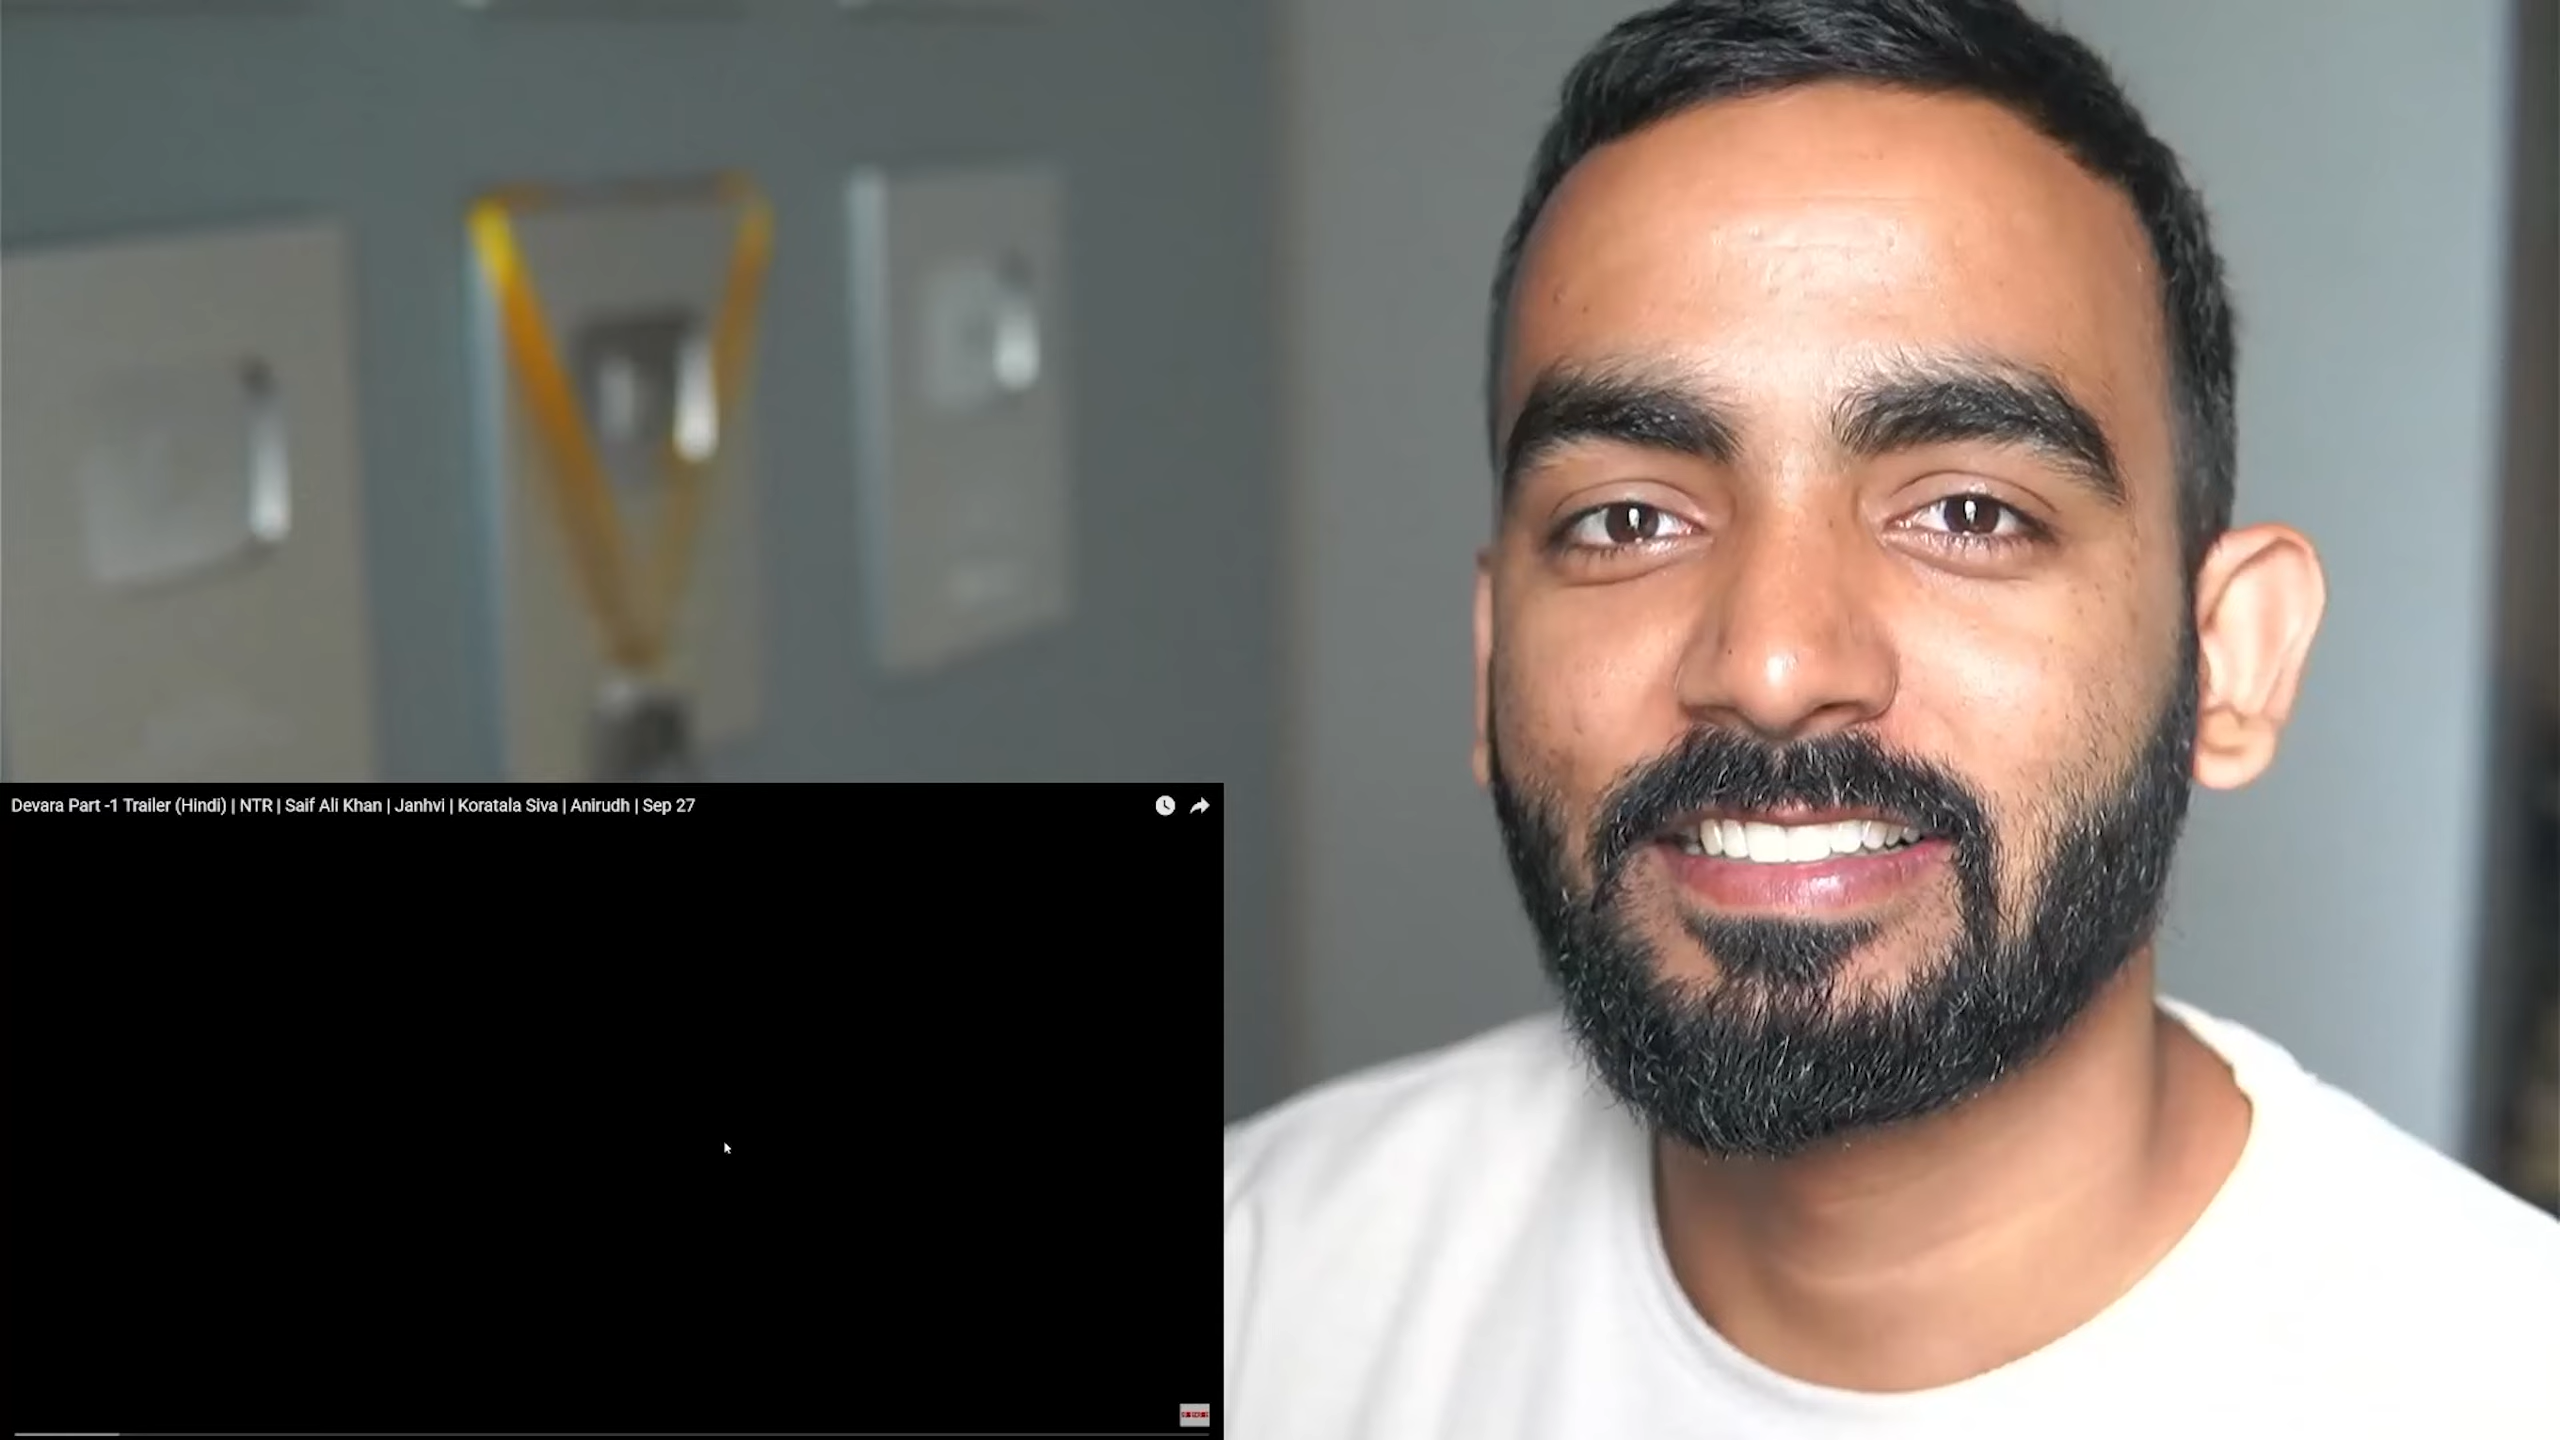 Devara Part -1 Trailer (Hindi) | NTR | Saif Ali Khan | Janhvi | Koratala Siva | Anirudh | Sep 27